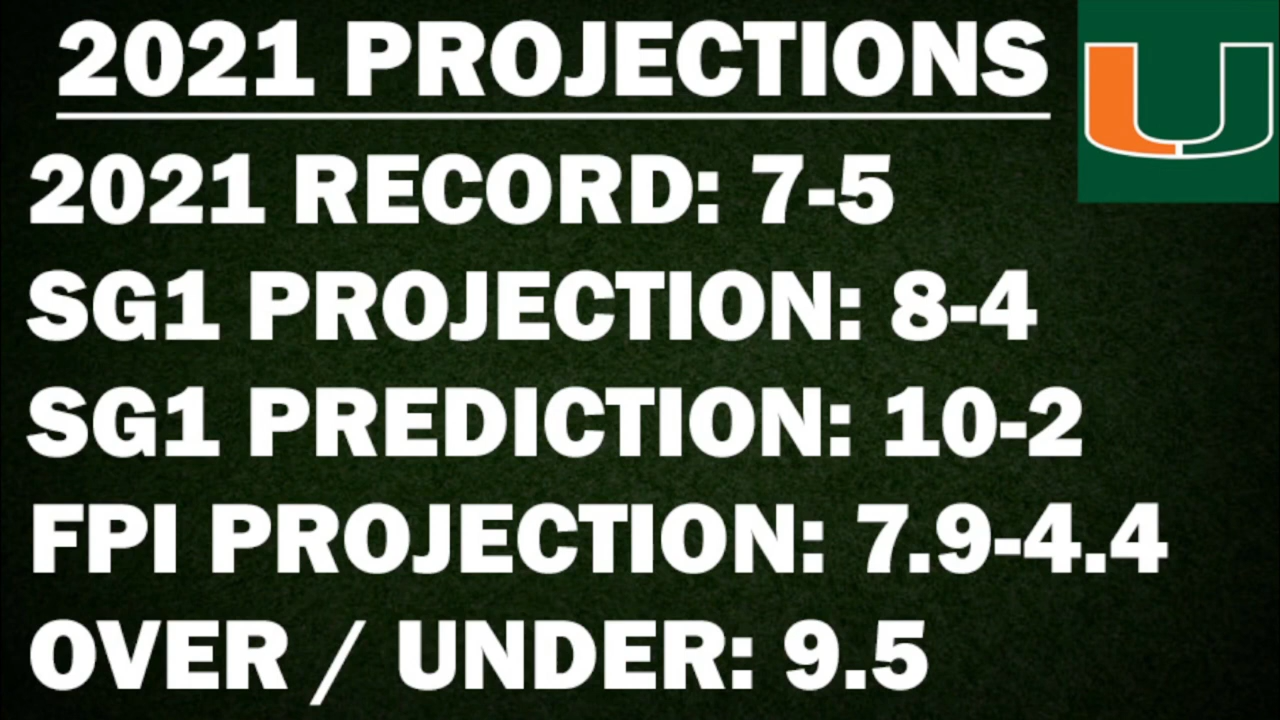 2021 PROJECTIONS
2021 RECORD: 7-5
SG1 PROJECTION: 8-4
SG1 PREDICTION: 10-2
FPI PROJECTION: 7.9-4.4
OVER / UNDER: 9.5